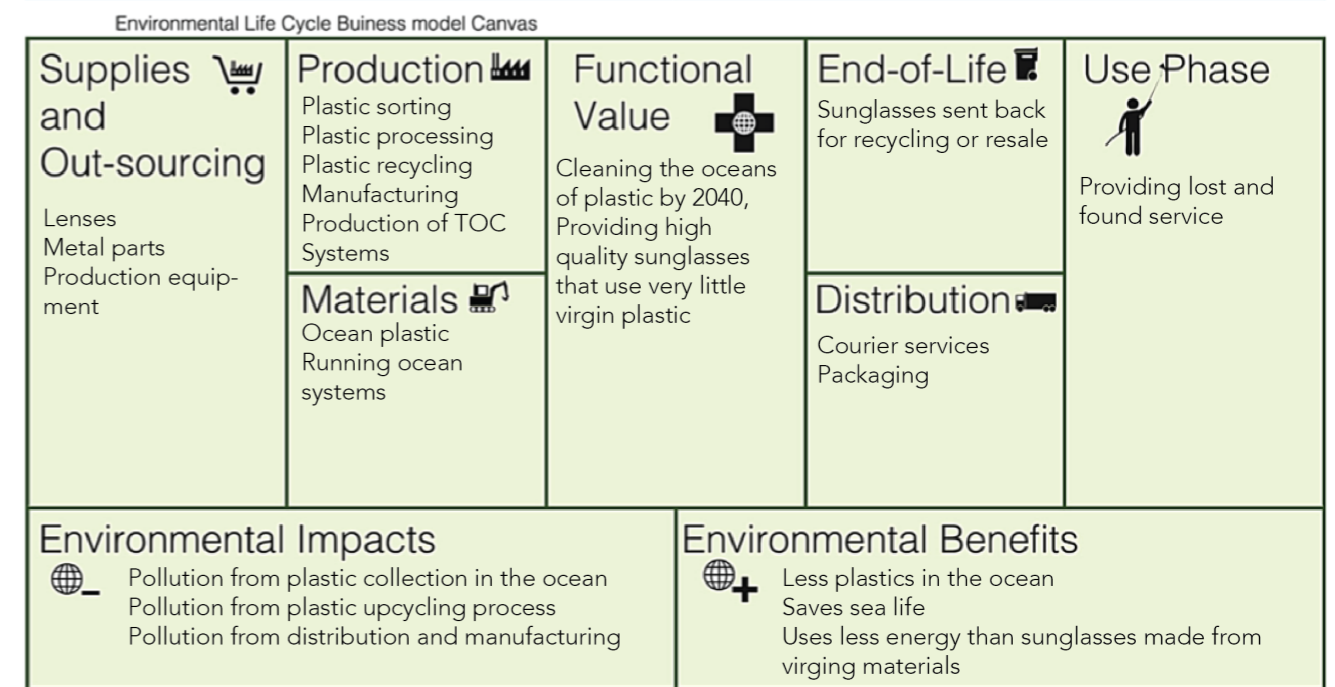 Environmental Life Cycle Buiness model Canvas
Supplies
and
Out-sourcing
Lenses
Metal parts
Production equip-
ment
Production
Plastic sorting
Plastic processing
Plastic recycling
Manufacturing
Production of TOC
Systems
Materials
Ocean plastic
Running ocean
systems
Functional
Value
Cleaning the oceans
of plastic by 2040,
Providing high
quality sunglasses
that use very little
virgin plastic
End-of-Life
Sunglasses sent back
for recycling or resale
Distribution
Courier services
Packaging
Use Phase
Providing lost and
found service
Environmental Impacts
Pollution from plastic collection in the ocean
Pollution from plastic upcycling process
Pollution from distribution and manufacturing
Environmental Benefits
Less plastics in the ocean
Saves sea life
Uses less energy than sunglasses made from
virging materials